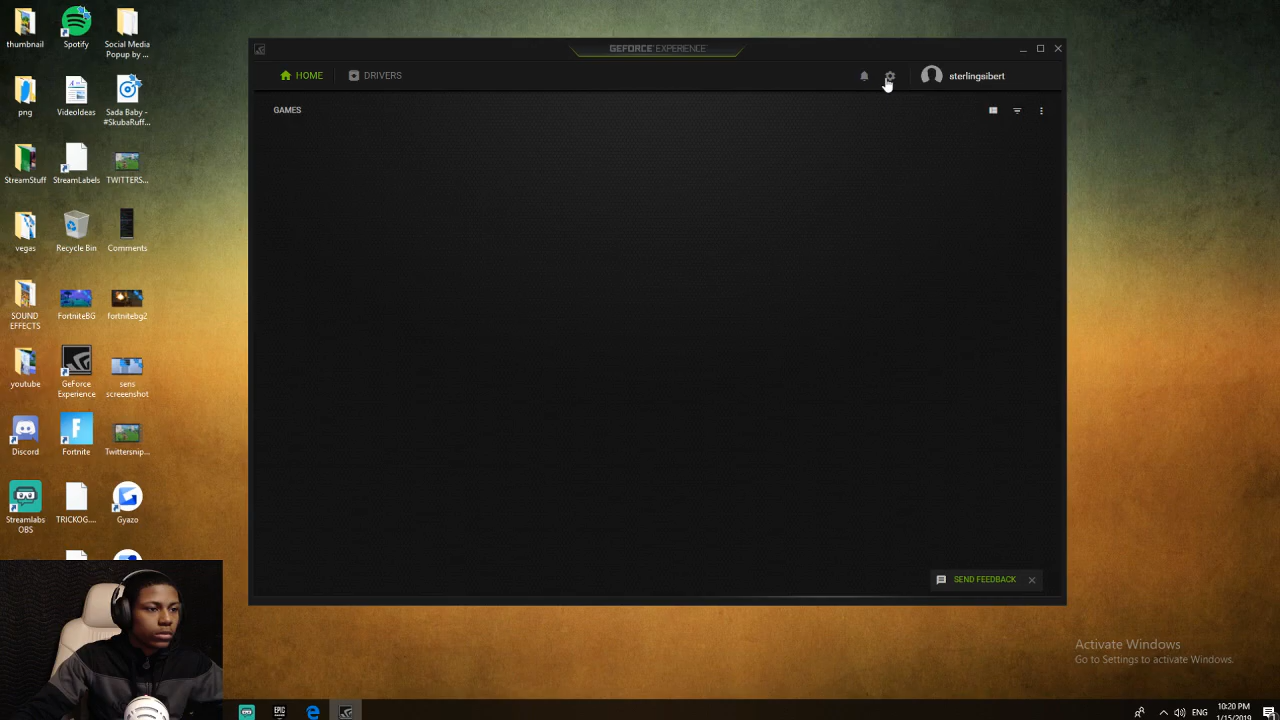 thumbnail
Spotify
Social Media
Popup by ...
png
VideoIdeas
Sada Baby -
#SkubaRuff...
StreamStuff
StreamLabels
TWITTERS...
vegas
Recycle Bin
Comments
SOUND
EFFECTS
FortniteBG
fortnitebg2
youtube
GeForce
Experience
sens
screeenshot
Discord
Fortnite
Twittersnip...
Streamlabs
OBS
TRICKOG....
Gyazo
GEFORCE EXPERIENCE
HOME
DRIVERS
sterlingsibert
GAMES
SEND FEEDBACK
Activate Windows
Go to Settings to activate Windows.
EPIC
ENG
10:20 PM
1/15/2019